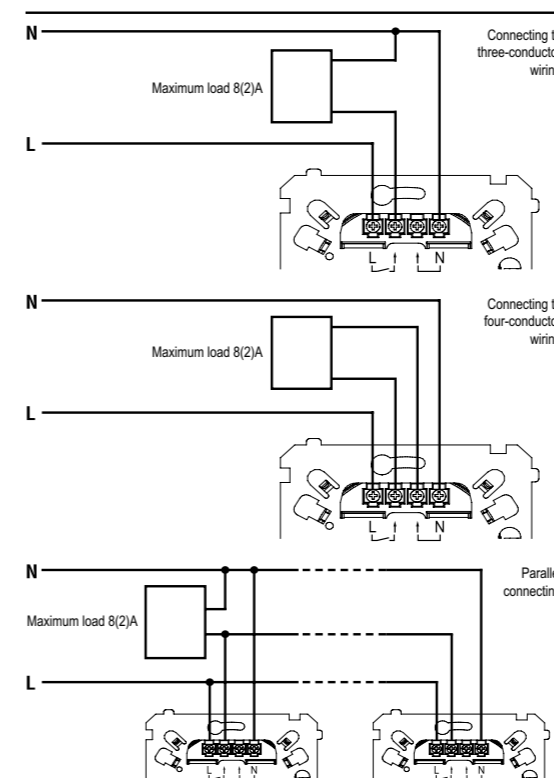 N
Connecting t
three-conducto
wirin
Maximum load 8(2)A
L
L N
N
Connecting t
four-conducto
wirin
Maximum load 8(2)A
L
L N
N
Paralle
connectin
Maximum load 8(2)A
L
L N L N